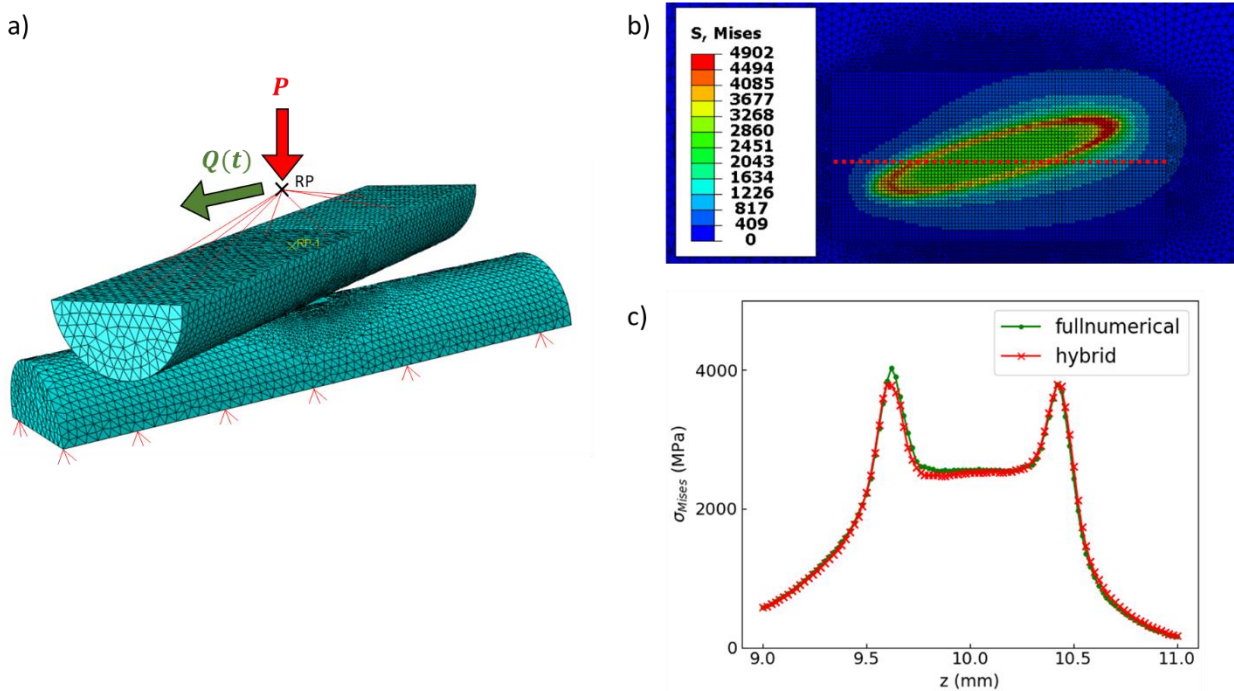 a)
P
Q(t)
RP
RP-1
b)
S, Mises
4902
4494
4085
3677
3268
2860
2451
2043
1634
1226
817
409
0
c)
fullnumerical
hybrid
4000
2000
0
σMises (MPa)
9.0 9.5 10.0 10.5 11.0
z (mm)